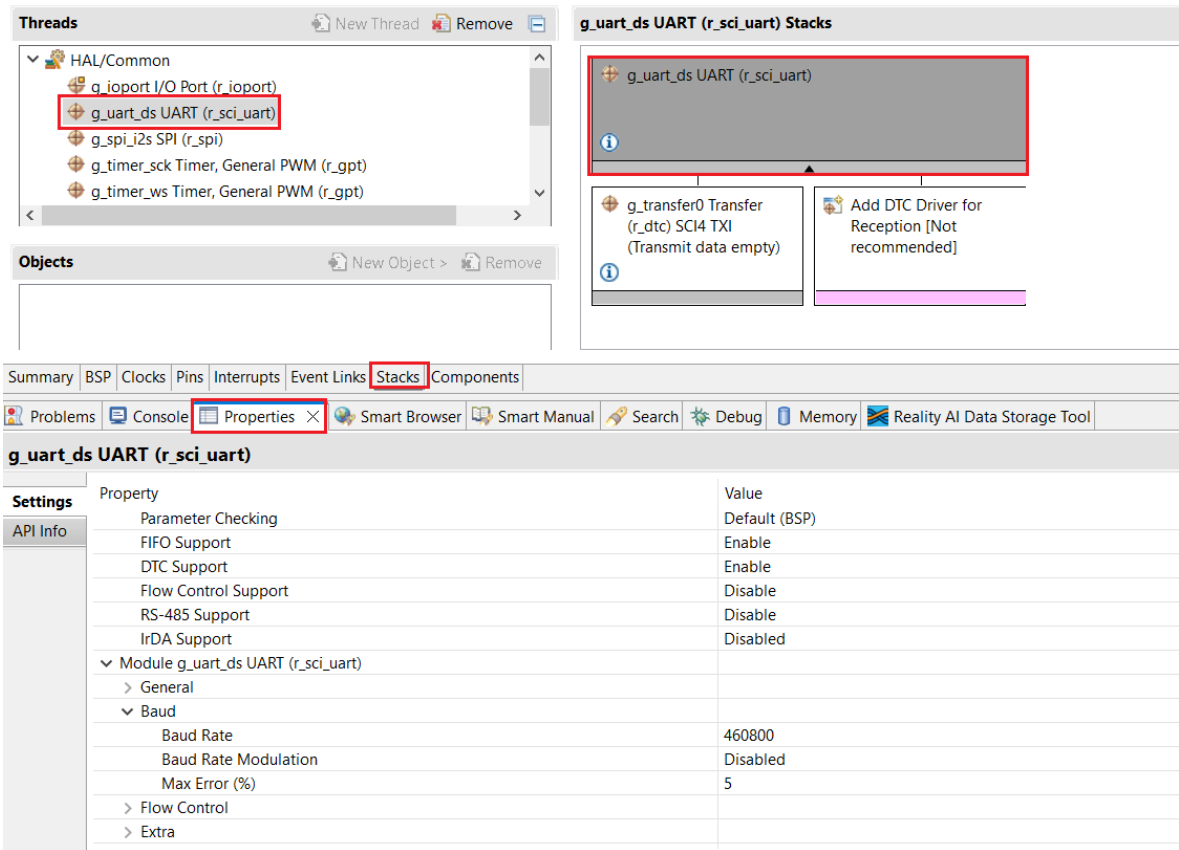 Threads
New Thread Remove
HAL/Common
g_ioport I/O Port (r_ioport)
g_uart_ds UART (r_sci_uart)
g_spi_i2s SPI (r_spi)
g_timer_sck Timer, General PWM (r_gpt)
g_timer_ws Timer, General PWM (r_gpt)
Objects
New Object > Remove
g_uart_ds UART (r_sci_uart) Stacks
g_uart_ds UART (r_sci_uart)
g_transfer0 Transfer
(r_dtc) SCI4 TXI
(Transmit data empty)
Add DTC Driver for
Reception [Not
recommended]
Summary BSP Clocks Pins Interrupts Event Links Stacks Components
Problems Console Properties Smart Browser Smart Manual Search Debug Memory Reality AI Data Storage Tool
g_uart_ds UART (r_sci_uart)
Settings
API Info
Property Value
Parameter Checking Default (BSP)
FIFO Support Enable
DTC Support Enable
Flow Control Support Disable
RS-485 Support Disable
IrDA Support Disabled
Module g_uart_ds UART (r_sci_uart)
General
Baud
Baud Rate 460800
Baud Rate Modulation Disabled
Max Error (%) 5
Flow Control
Extra